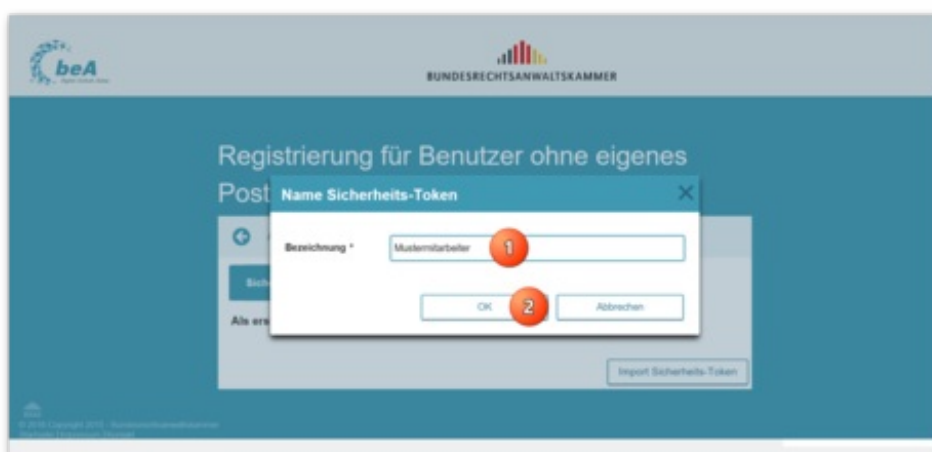 beA
BUNDESRECHTSANWALTSKAMMER
Registrierung für Benutzer ohne eigenes
Post
Name Sicherheits-Token
Bezeichnung *
Mustermitarbeiter
1
Sich
OK
2
Abbrechen
Als ers
Import Sicherheits-Token